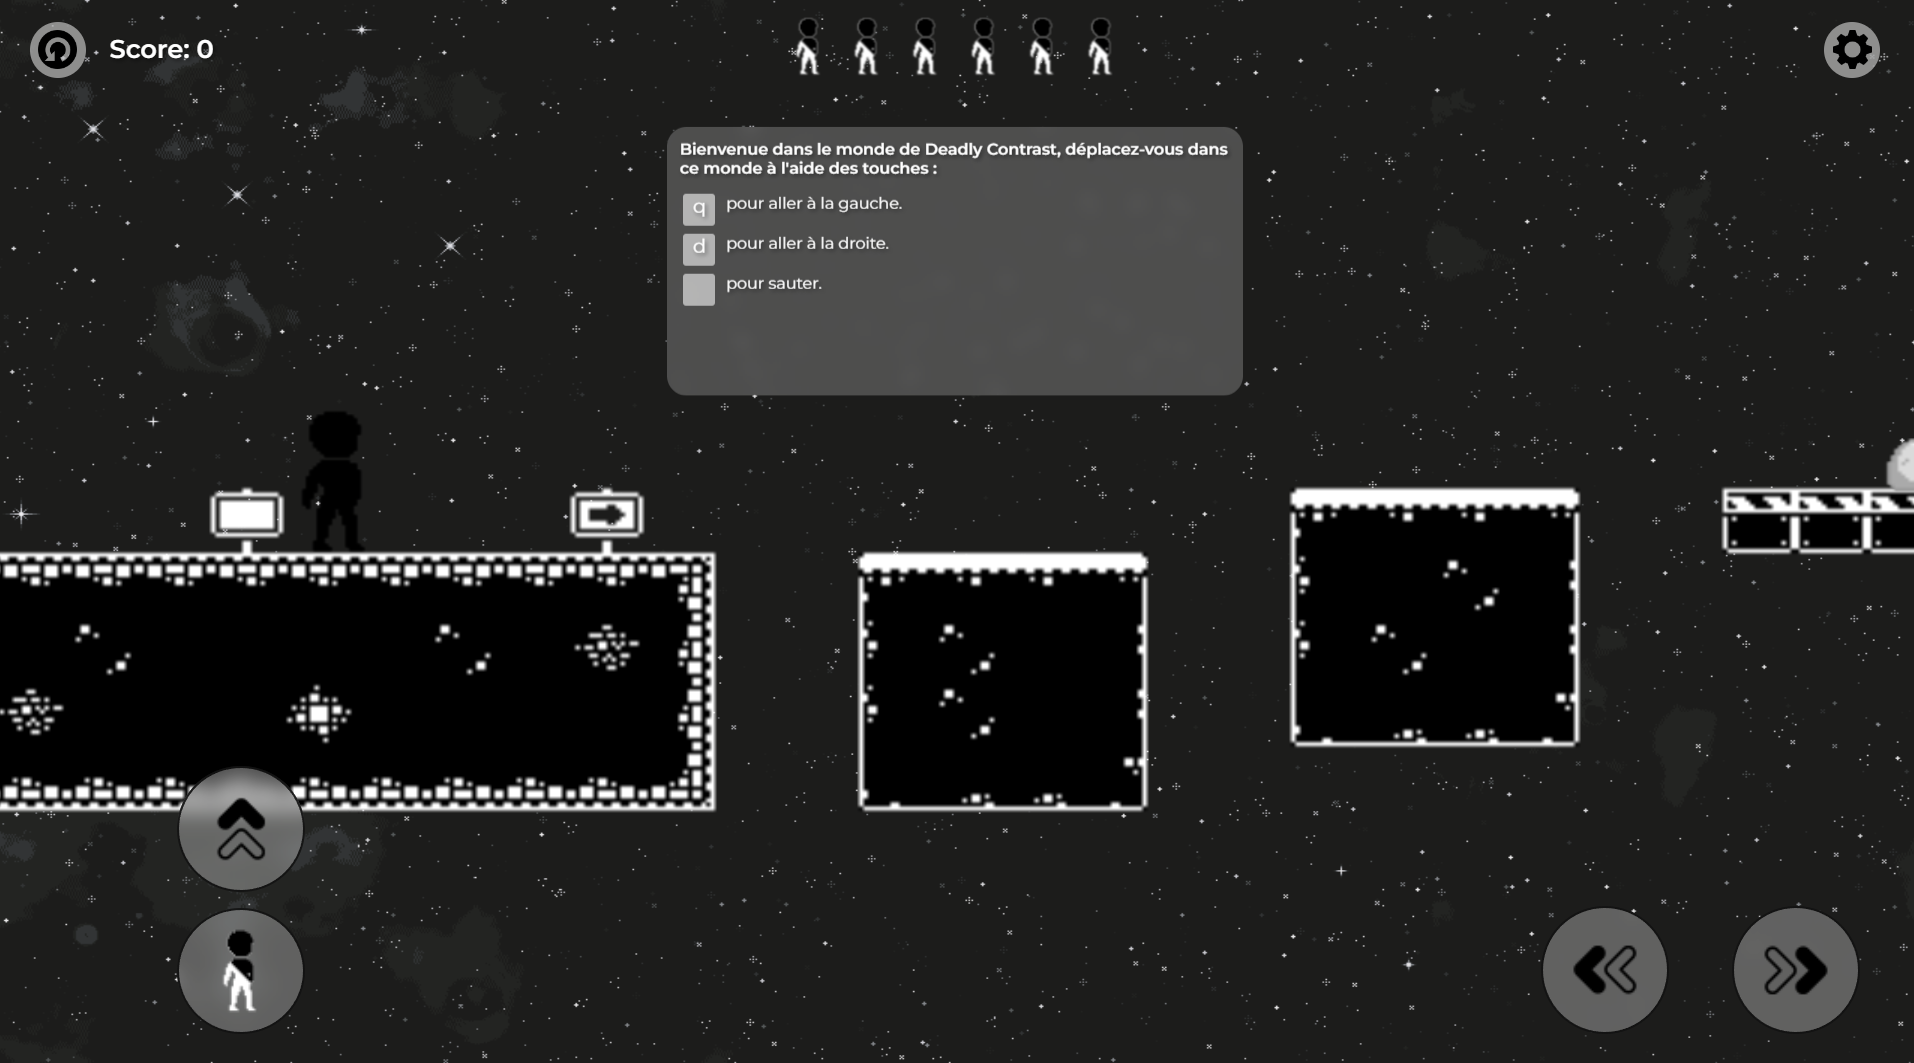 Score: 0
Bienvenue dans le monde de Deadly Contrast, déplacez-vous dans
ce monde à l'aide des touches :
q pour aller à la gauche.
d pour aller à la droite.
pour sauter.